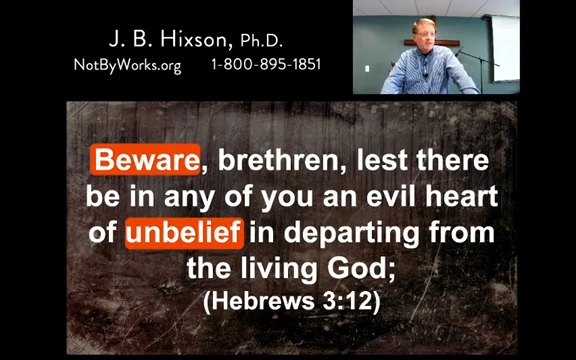 J. B. Hixson, Ph.D.
NotByWorks.org 1-800-895-1851
Beware, brethren, lest there
be in any of you an evil heart
of unbelief in departing from
the living God;
(Hebrews 3:12)